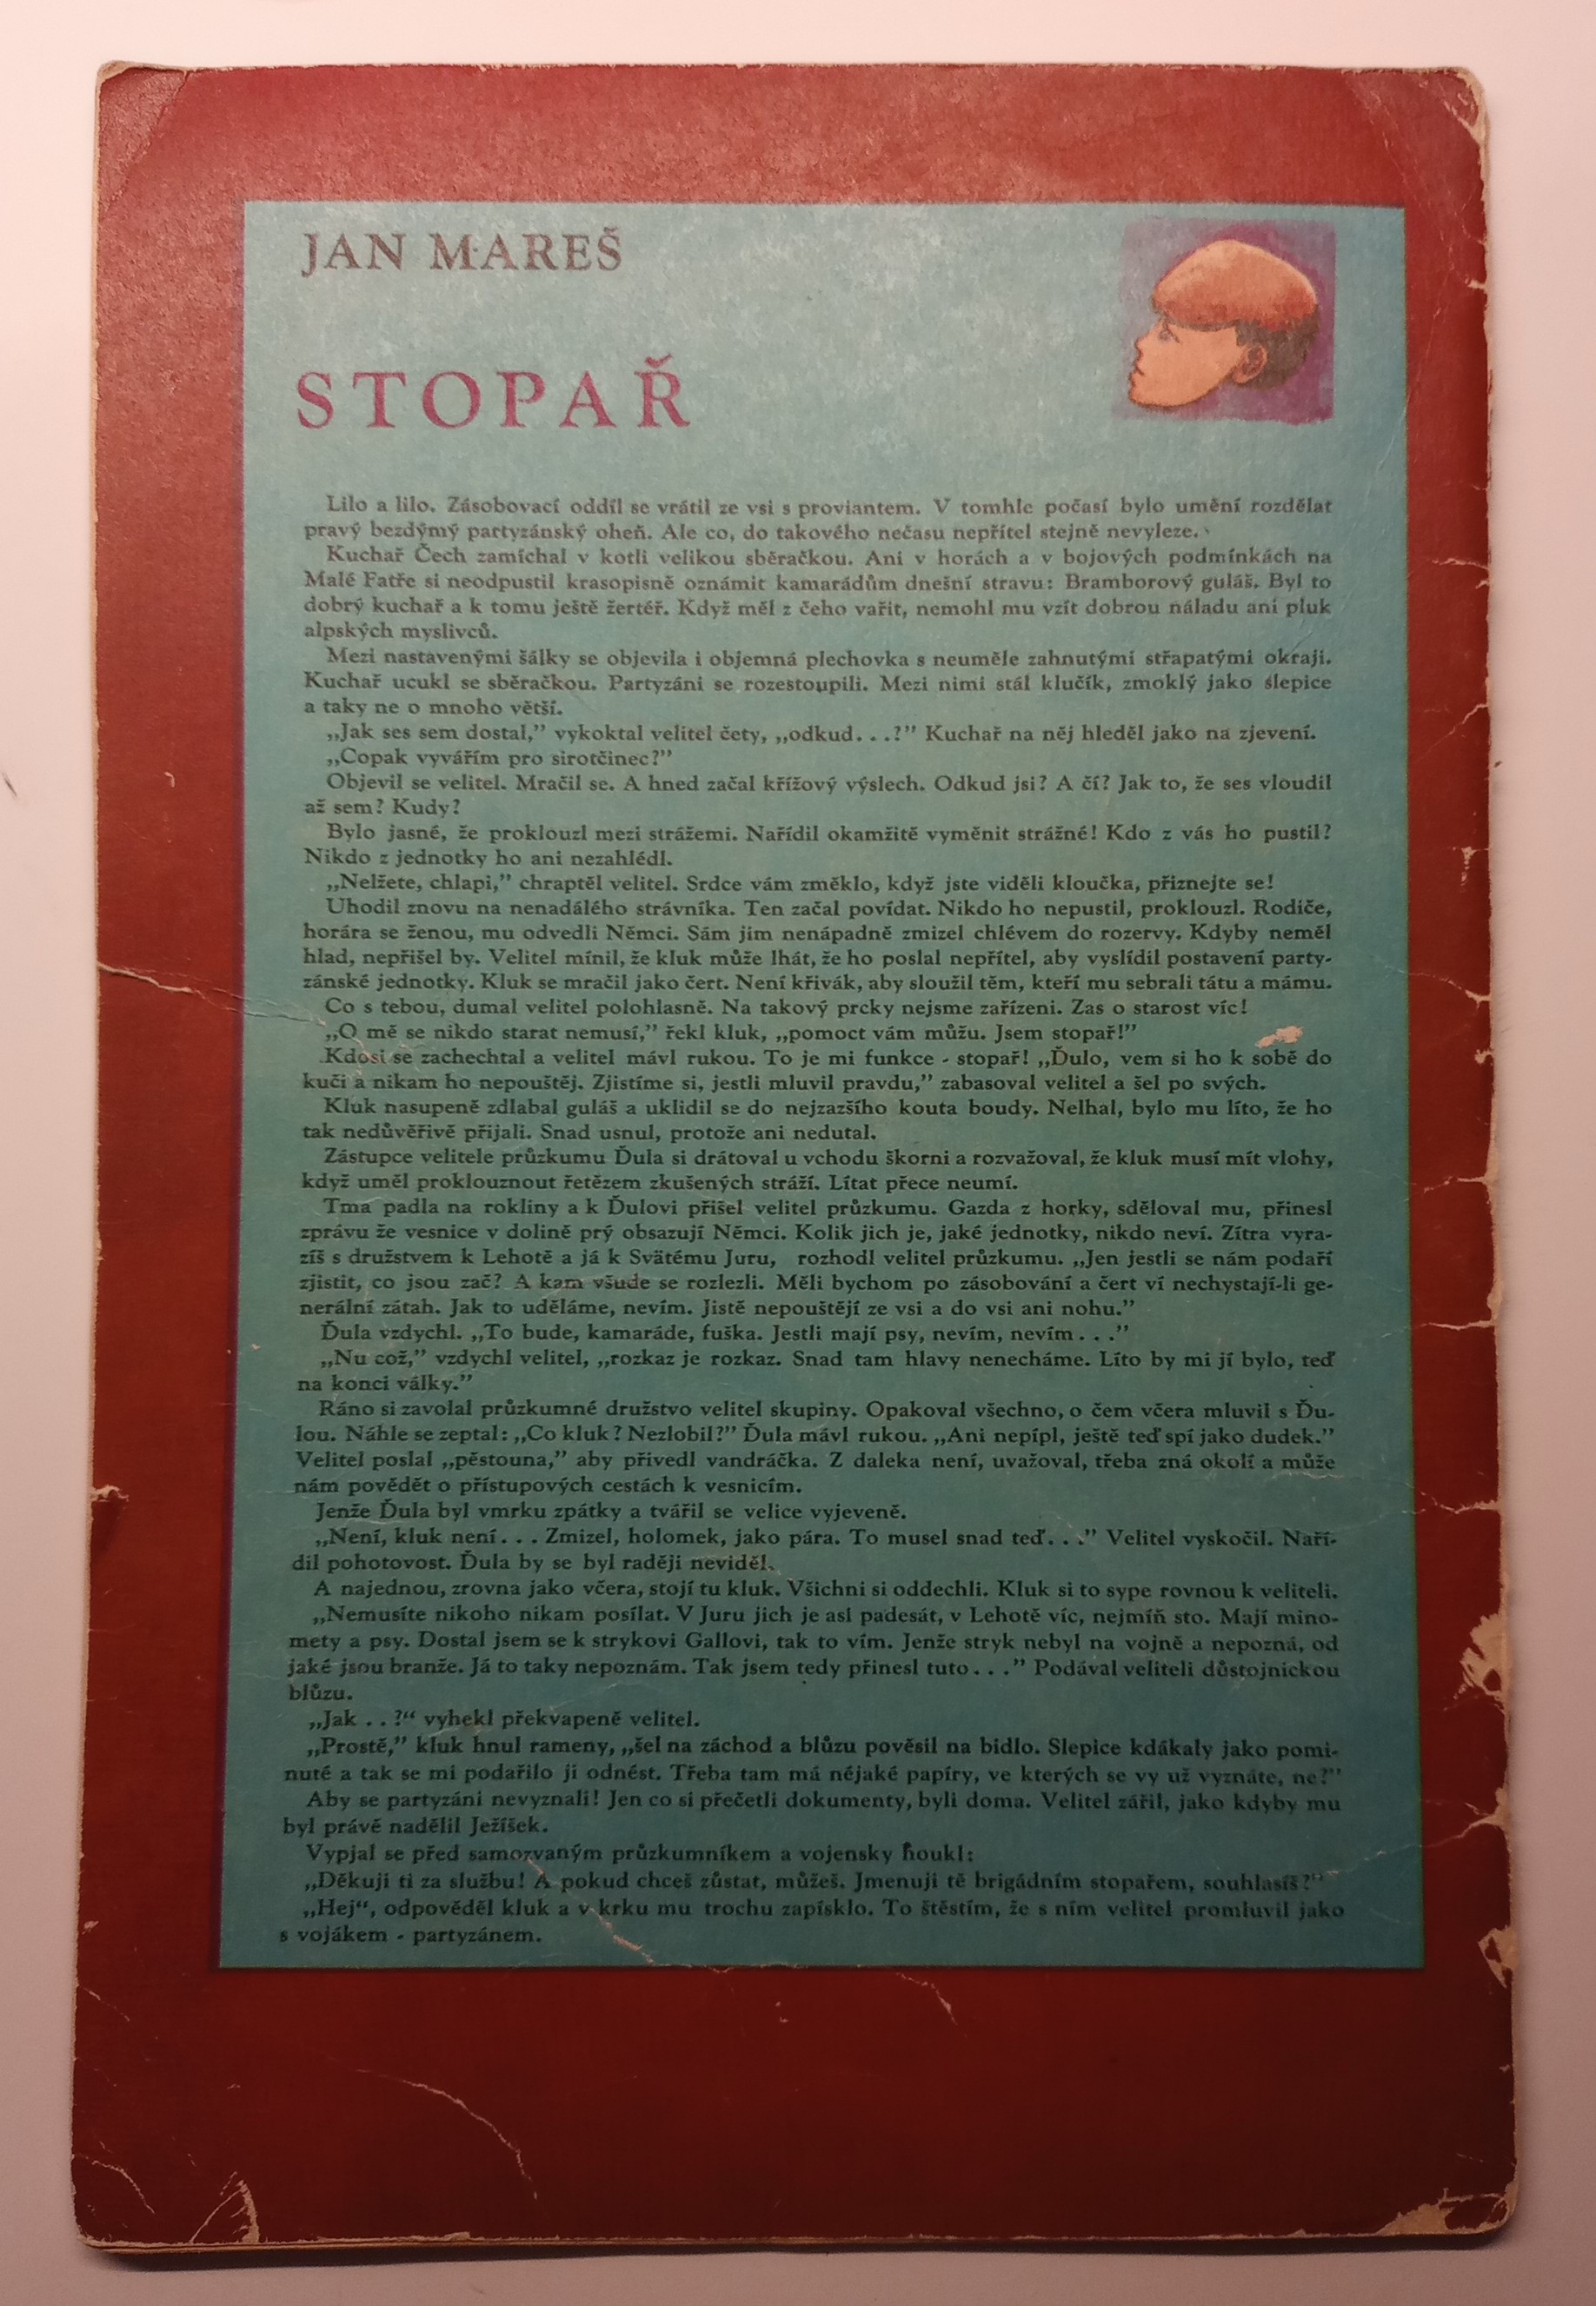 JAN MAREŠ
STOPAŘ
Lilo a lilo. Zásobovací oddíl se vrátil ze vsi s proviantem. V tomhle počasí bylo umění rozdělat
pravý bezdýmý partyzánský oheň. Ale co, do takového nečasu nepřítel stejně nevyleze.
Kuchař Čech zamíchal v kotli velikou sběračkou. Ani v horách a v bojových podmínkách na
Malé Fatře si neodpustil krasopisně oznámit kamarádům dnešní stravu: Bramborový guláš. Byl to
dobrý kuchař a k tomu ještě žertéř. Když měl z čeho vařit, nemohl mu vzít dobrou náladu ani pluk
alpských myslivců.
Mezi nastavenými šálky se objevila i objemná plechovka s neuměle zahnutými střapatými okraji.
Kuchař ucukl se sběračkou. Partyzáni se rozestoupili. Mezi nimi stál klučík, zmoklý jako slepice
a taky ne o mnoho větší.
„Jak ses sem dostal,” vykoktal velitel čety, „odkud. . .?” Kuchař na něj hleděl jako na zjevení.
„Copak vyvářím pro sirotčinec?”
Objevil se velitel. Mračil se. A hned začal křížový výslech. Odkud jsi? A čí? Jak to, že ses vloudil
až sem? Kudy?
Bylo jasné, že proklouzl mezi strážemi. Nařídil okamžitě vyměnit strážné! Kdo z vás ho pustil?
Nikdo z jednotky ho ani nezahlédl.
„Nelžete, chlapi,” chraptěl velitel. Srdce vám změklo, když jste viděli kloučka, přiznejte se!
Uhodil znovu na nenadálého strávníka. Ten začal povídat. Nikdo ho nepustil, proklouzl. Rodiče,
horára se ženou, mu odvedli Němci. Sám jim nenápadně zmizel chlévem do rozervy. Kdyby neměl
hlad, nepřišel by. Velitel mínil, že kluk může lhát, že ho poslal nepřítel, aby vyslídil postavení party-
zánské jednotky. Kluk se mračil jako čert. Není křivák, aby sloužil těm, kteří mu sebrali tátu a mámu.
Co s tebou, dumal velitel polohlasně. Na takový prcky nejsme zařízeni. Zas o starost víc!
„O mě se nikdo starat nemusí,” řekl kluk, „pomoct vám můžu. Jsem stopař!”
Kdosi se zachechtal a velitel mávl rukou. To je mi funkce - stopař! „Ďulo, vem si ho k sobě do
kuči a nikam ho nepouštěj. Zjistíme si, jestli mluvil pravdu,” zabasoval velitel a šel po svých.
Kluk nasupeně zdlabal guláš a uklidil se do nejzazšího kouta boudy. Nelhal, bylo mu líto, že ho
tak nedůvěřivě přijali. Snad usnul, protože ani nedutal.
Zástupce velitele průzkumu Ďula si drátoval u vchodu škorni a rozvažoval, že kluk musí mít vlohy,
když uměl proklouznout řetězem zkušených stráží. Lítat přece neumí.
Tma padla na rokliny a k Ďulovi přišel velitel průzkumu. Gazda z horky, sděloval mu, přinesl
zprávu že vesnice v dolině prý obsazují Němci. Kolik jich je, jaké jednotky, nikdo neví. Zítra vyra-
zíš s družstvem k Lehotě a já k Svätému Juru, rozhodl velitel průzkumu. „Jen jestli se nám podaří
zjistit, co jsou zač? A kam všude se rozlezli. Měli bychom po zásobování a čert ví nechystají-li ge-
nerální zátah. Jak to uděláme, nevím. Jistě nepouštějí ze vsi a do vsi ani nohu.”
Ďula vzdychl. „To bude, kamaráde, fuška. Jestli mají psy, nevím, nevím . . .”
„Nu což,” vzdychl velitel, „rozkaz je rozkaz. Snad tam hlavy nenecháme. Líto by mi jí bylo, teď
na konci války.”
Ráno si zavolal průzkumné družstvo velitel skupiny. Opakoval všechno, o čem včera mluvil s Ďu-
lou. Náhle se zeptal: „Co kluk? Nezlobil?” Ďula mávl rukou. „Ani nepípl, ještě teď spí jako dudek.”
Velitel poslal „pěstouna,” aby přivedl vandráčka. Z daleka není, uvažoval, třeba zná okolí a může
nám povědět o přístupových cestách k vesnicím.
Jenže Ďula byl vmrku zpátky a tvářil se velice vyjeveně.
„Není, kluk není . . . Zmizel, holomek, jako pára. To musel snad teď. . .” Velitel vyskočil. Naří-
dil pohotovost. Ďula by se byl raději neviděl.
A najednou, zrovna jako včera, stojí tu kluk. Všichni si oddechli. Kluk si to sype rovnou k veliteli.
„Nemusíte nikoho nikam posílat. V Juru jich je asi padesát, v Lehotě víc, nejmíň sto. Mají mino-
mety a psy. Dostal jsem se k strykovi Gallovi, tak to vím. Jenže stryk nebyl na vojně a nepozná, od
jaké jsou branže. Já to taky nepoznám. Tak jsem tedy přinesl tuto . . .” Podával veliteli důstojnickou
blůzu.
„Jak . . ?“ vyhekl překvapeně velitel.
„Prostě,” kluk hnul rameny, „šel na záchod a blůzu pověsil na bidlo. Slepice kdákaly jako pomi-
nuté a tak se mi podařilo ji odnést. Třeba tam má nějaké papíry, ve kterých se vy už vyznáte, ne?”
Aby se partyzáni nevyznali! Jen co si přečetli dokumenty, byli doma. Velitel zářil, jako kdyby mu
byl právě nadělil Ježíšek.
Vypjal se před samozvaným průzkumníkem a vojensky houkl:
„Děkuji ti za službu! A pokud chceš zůstat, můžeš. Jmenuji tě brigádním stopařem, souhlasíš?”
„Hej“, odpověděl kluk a v krku mu trochu zapísklo. To štěstím, že s ním velitel promluvil jako
s vojákem - partyzánem.